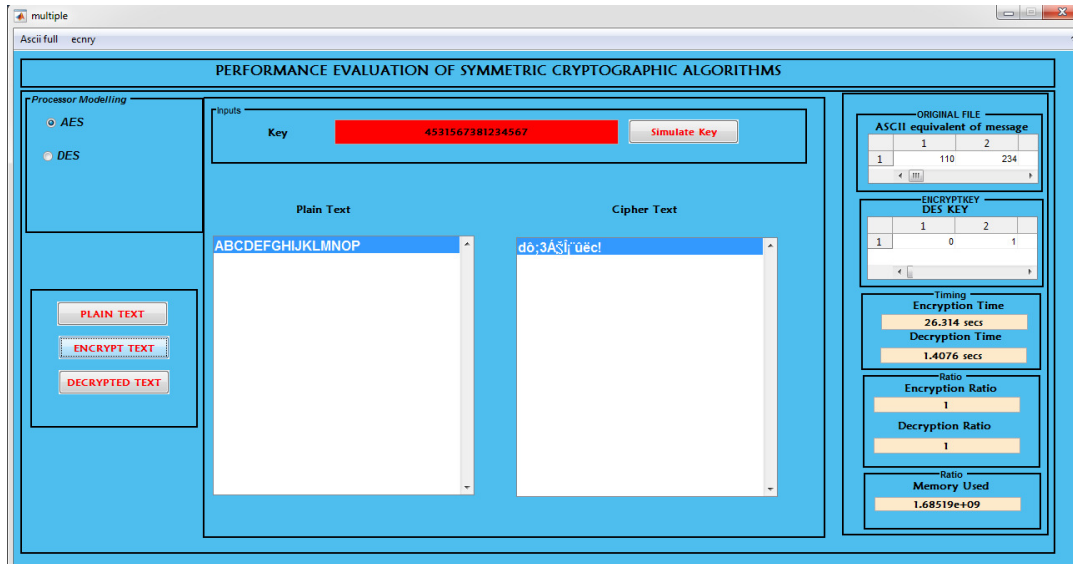 multiple
Ascii full ecnry
PERFORMANCE EVALUATION OF SYMMETRIC CRYPTOGRAPHIC ALGORITHMS
Processor Modelling
AES
DES
PLAIN TEXT
ENCRYPT TEXT
DECRYPTED TEXT
Inputs
Key 4531567381234567 Simulate Key
Plain Text Cipher Text
ABCDEFGHIJKLMNOP
ORIGINAL FILE
ASCII equivalent of message
1 2
1 110 234
ENCRYPTKEY
DES KEY
1 2
1 0 1
Timing
Encryption Time
26.314 secs
Decryption Time
1.4076 secs
Ratio
Encryption Ratio
1
Decryption Ratio
1
Ratio
Memory Used
1.68519e+09